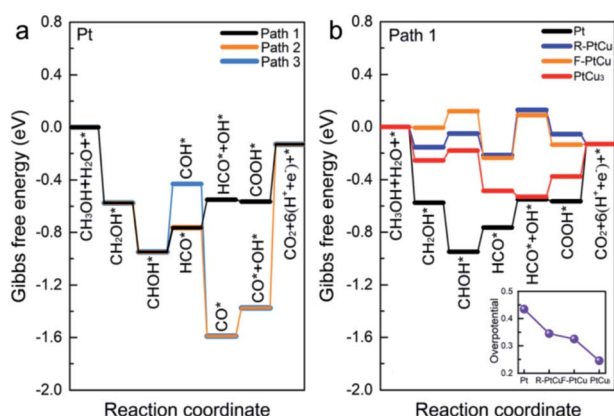 a
Pt
Path 1
Path 2
Path 3
0.8
0.4
0.0
-0.4
-0.8
-1.2
-1.6
-2.0
Gibbs free energy (eV)
CH₃OH+H₂O+*
CH₂OH*
CHOH*
COH*
HCO*
HCO*+OH*
COOH*
CO*
CO*+OH*
CO₂+6(H⁺+e⁻)+*
Reaction coordinate
b
Path 1
Pt
R-PtCu
F-PtCu
PtCu₃
0.8
0.4
0.0
-0.4
-0.8
-1.2
-1.6
-2.0
Gibbs free energy (eV)
CH₃OH+H₂O+*
CH₂OH*
CHOH*
HCO*
HCO*+OH*
COOH*
CO₂+6(H⁺+e⁻)+*
Overpotential
0.5
0.4
0.3
0.2
Pt
R-PtCu
F-PtCu
PtCu₃
Reaction coordinate